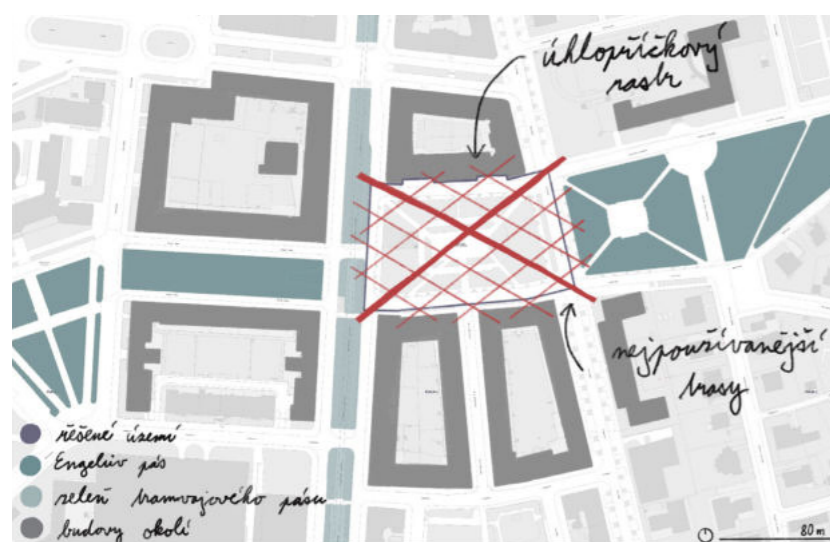 úhlopříčkový
rastr
nejpoužívanější
trasy
řešené území
Engelův pás
zeleň tramvajového pásu
budovy okolí
80 m